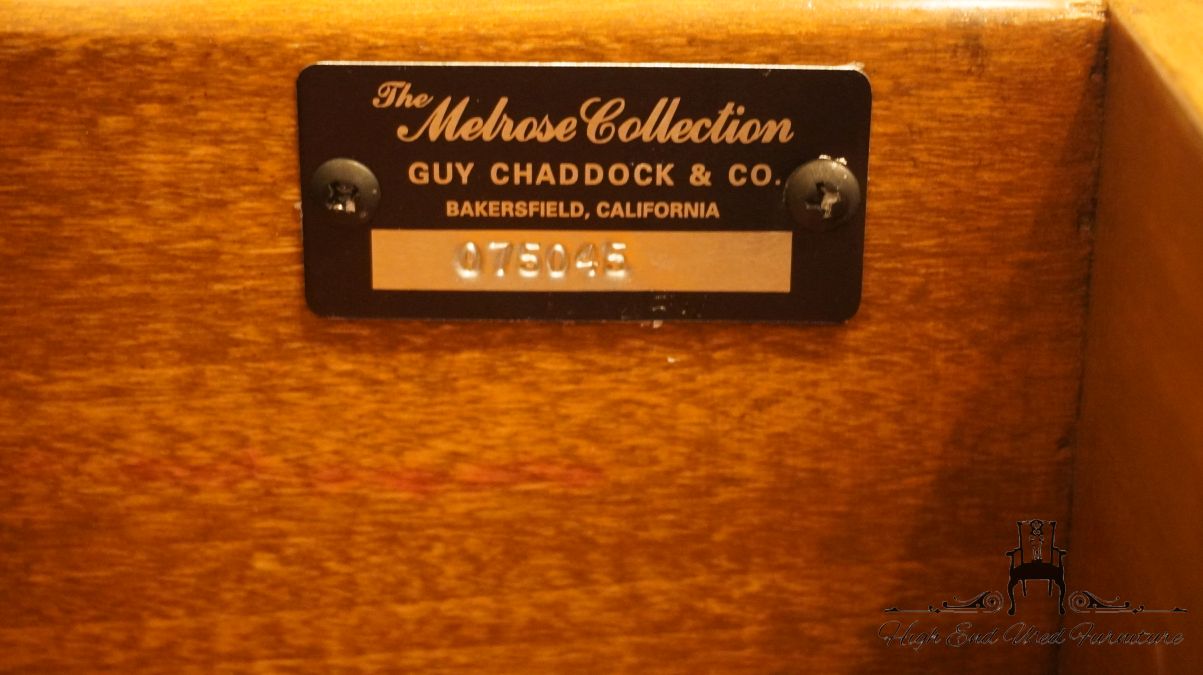 The Melrose Collection
GUY CHADDOCK & CO.
BAKERSFIELD, CALIFORNIA
075045
High End Used Furniture